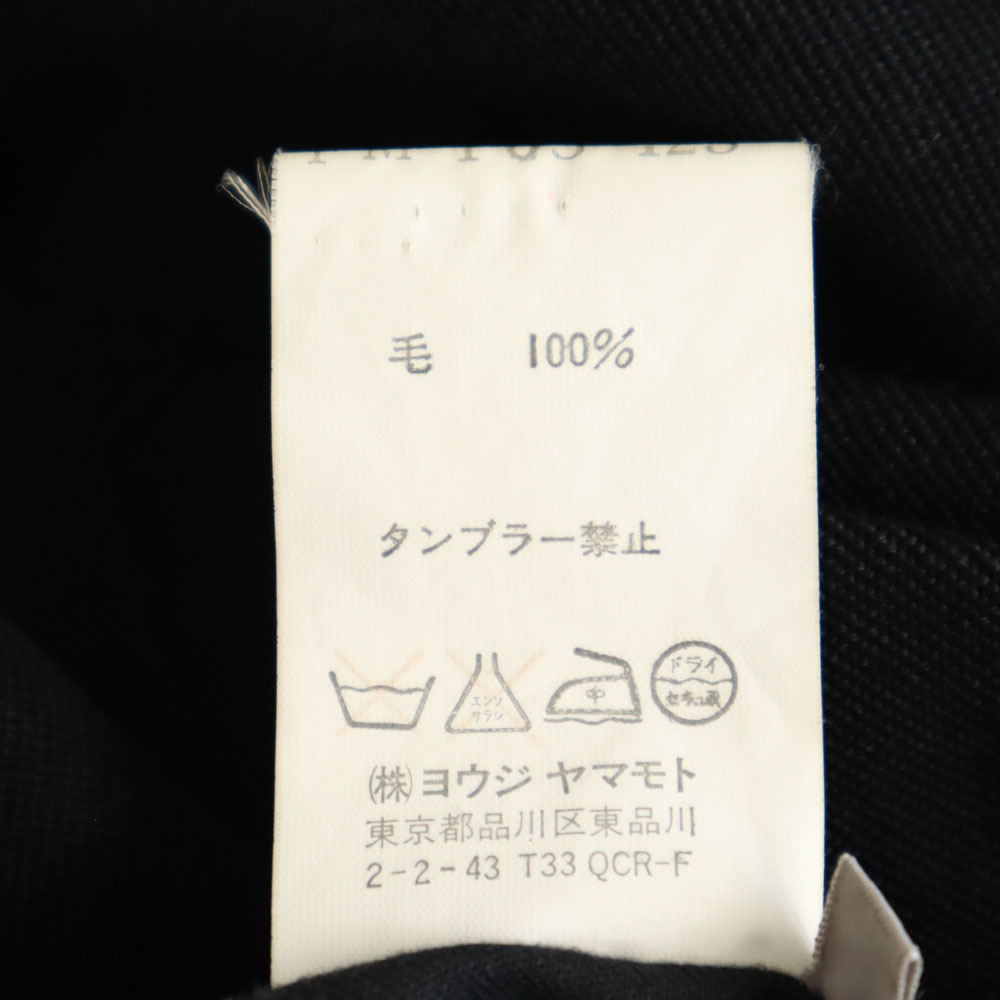 毛 100%
タンブラー禁止
エンソ
サラシ
中
ドライ
セキユ系
(株)ヨウジ ヤマモト
東京都品川区東品川
2-2-43 T33 QCR-F